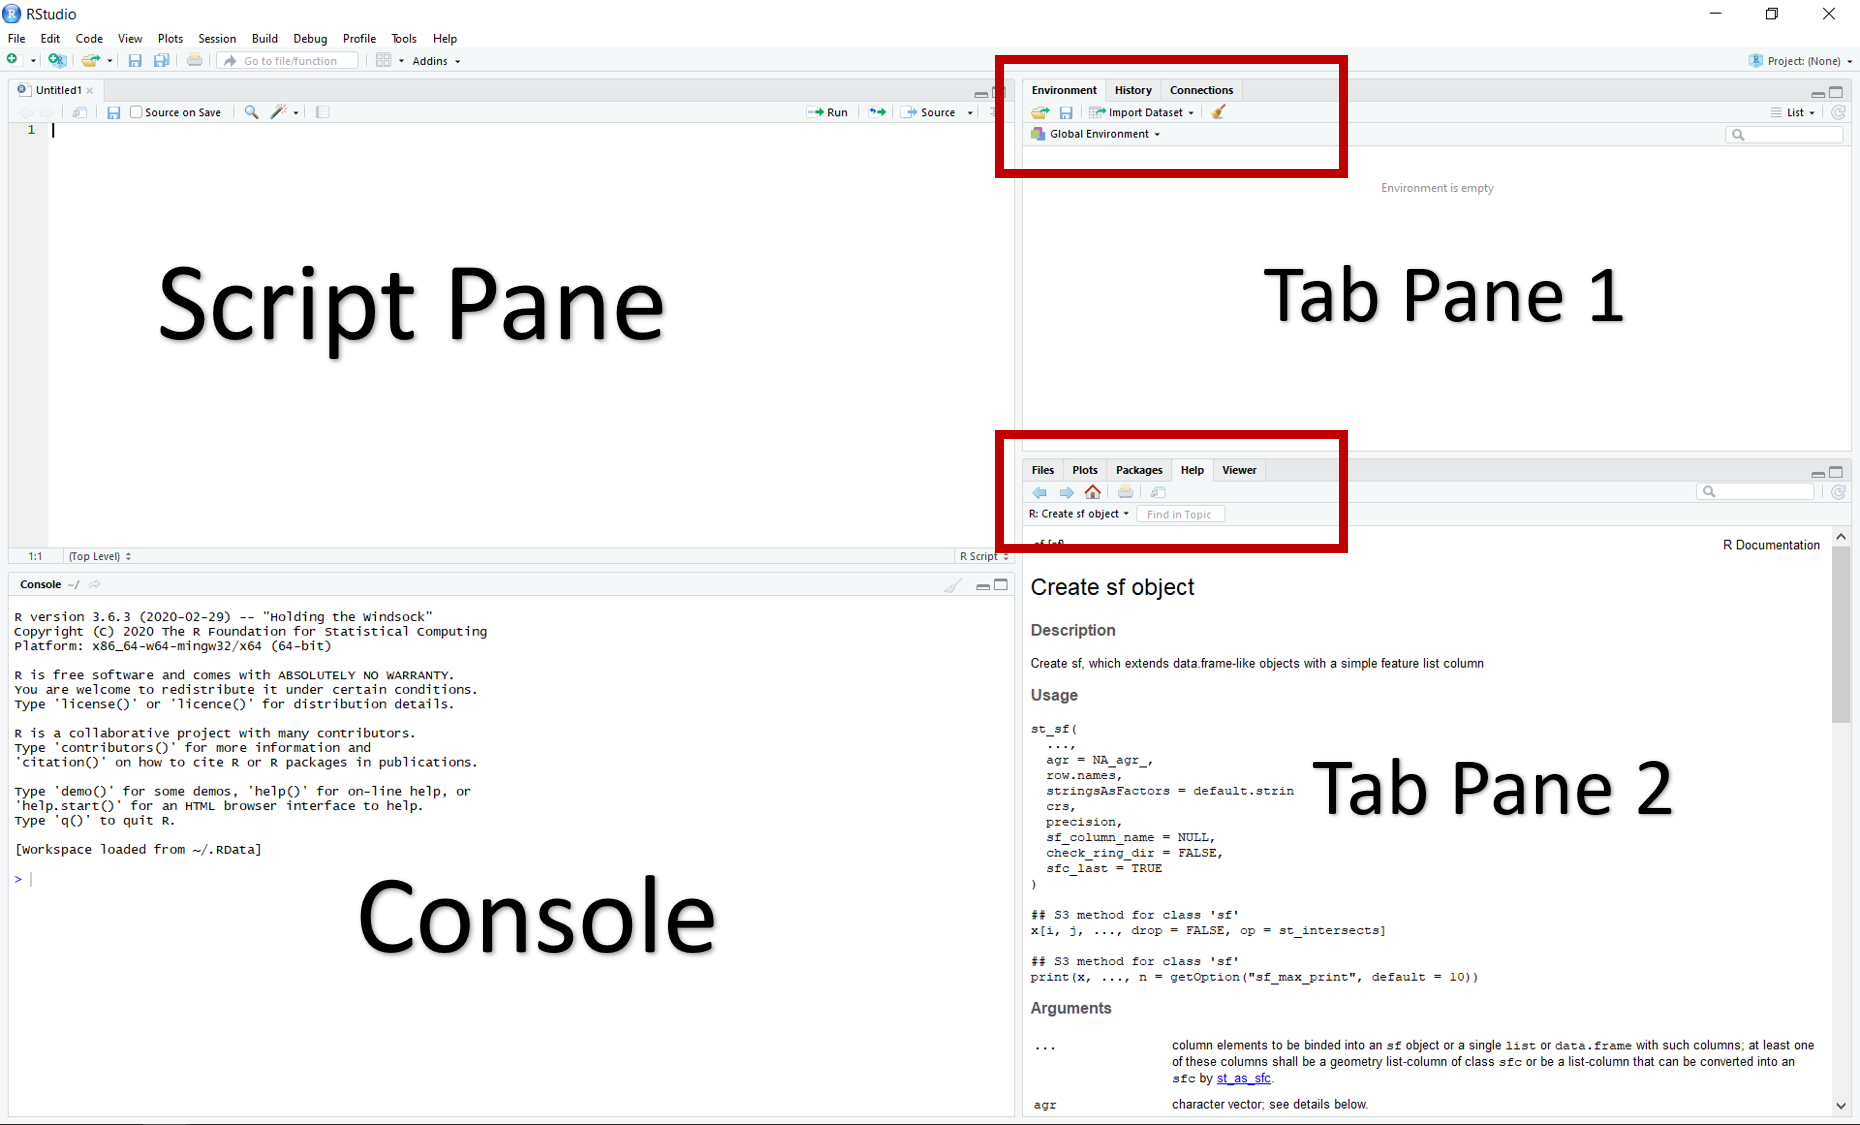 RStudio
File Edit Code View Plots Session Build Debug Profile Tools Help
Go to file/function Addins Project: (None)
Untitled1
Source on Save Run Source
1
Script Pane
1:1 (Top Level) R Script
Environment History Connections
Import Dataset List
Global Environment
Environment is empty
Tab Pane 1
Console ~/
R version 3.6.3 (2020-02-29) -- "Holding the Windsock"
Copyright (C) 2020 The R Foundation for Statistical Computing
Platform: x86_64-w64-mingw32/x64 (64-bit)
R is free software and comes with ABSOLUTELY NO WARRANTY.
You are welcome to redistribute it under certain conditions.
Type 'license()' or 'licence()' for distribution details.
R is a collaborative project with many contributors.
Type 'contributors()' for more information and
'citation()' on how to cite R or R packages in publications.
Type 'demo()' for some demos, 'help()' for on-line help, or
'help.start()' for an HTML browser interface to help.
Type 'q()' to quit R.
[Workspace loaded from ~/.RData]
>
Console
Files Plots Packages Help Viewer
R: Create sf object Find in Topic
R Documentation
Create sf object
Description
Create sf, which extends data.frame-like objects with a simple feature list column
Usage
st_sf(
...,
agr = NA_agr_,
row.names,
stringsAsFactors = default.strin
crs,
precision,
sf_column_name = NULL,
check_ring_dir = FALSE,
sfc_last = TRUE
)
Tab Pane 2
## S3 method for class 'sf'
x[i, j, ..., drop = FALSE, op = st_intersects]
## S3 method for class 'sf'
print(x, ..., n = getOption("sf_max_print", default = 10))
Arguments
... column elements to be binded into an sf object or a single list or data.frame with such columns; at least one
of these columns shall be a geometry list-column of class sfc or be a list-column that can be converted into an
sfc by st_as_sfc.
agr character vector; see details below.